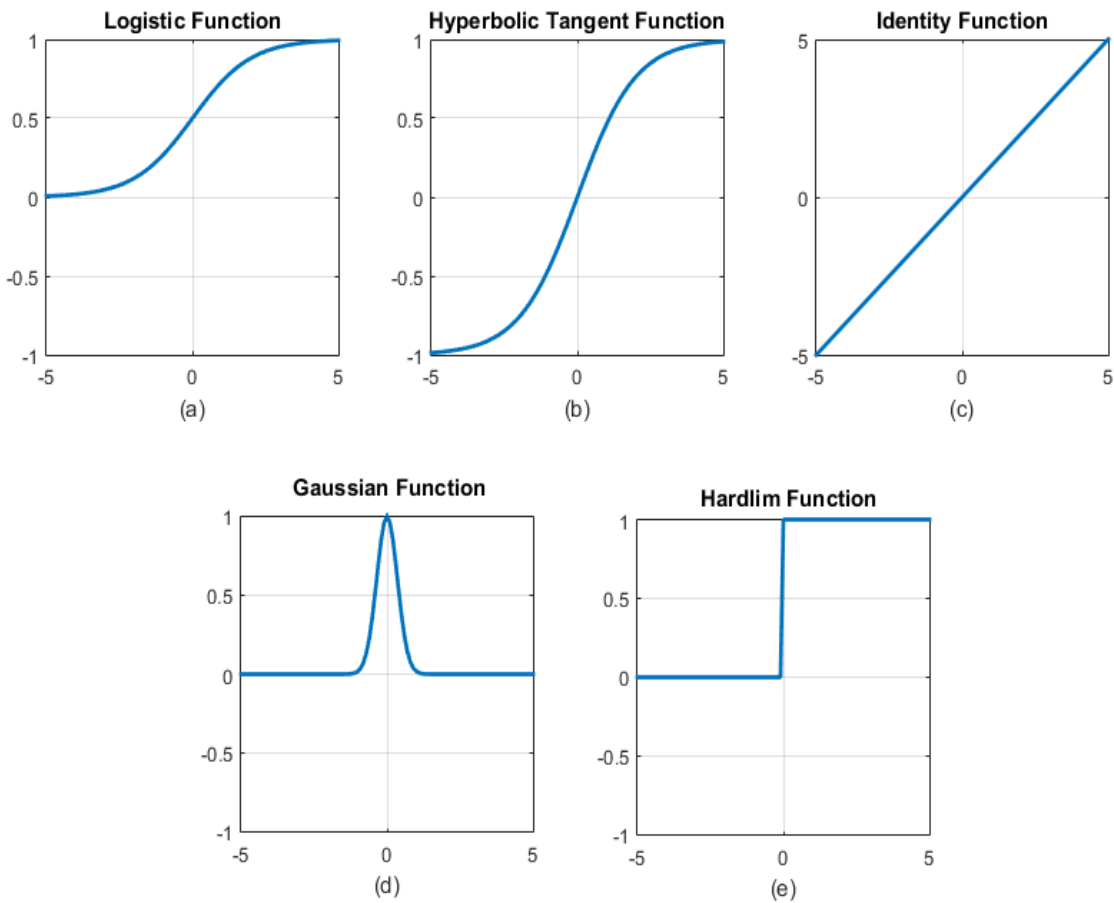 Logistic Function
1
0.5
0
-0.5
-1
-5 0 5
(a)
Hyperbolic Tangent Function
1
0.5
0
-0.5
-1
-5 0 5
(b)
Identity Function
5
0
-5
-5 0 5
(c)
Gaussian Function
1
0.5
0
-0.5
-1
-5 0 5
(d)
Hardlim Function
1
0.5
0
-0.5
-1
-5 0 5
(e)